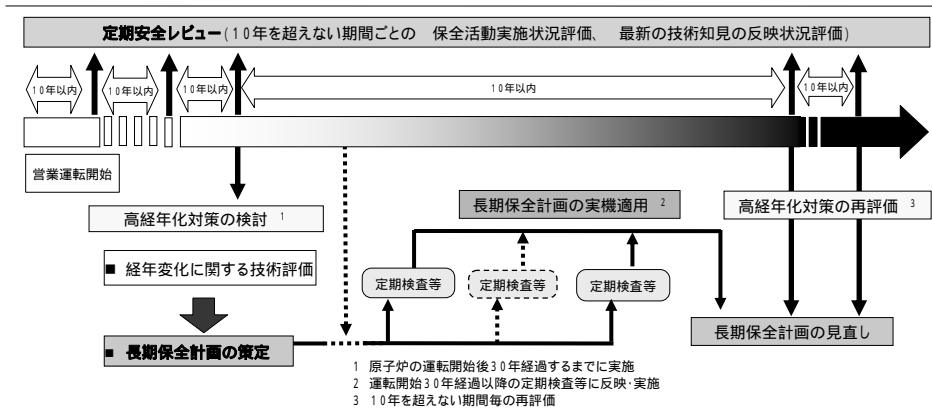 定期安全レビュー(10年を超えない期間ごとの　保全活動実施状況評価、　最新の技術知見の反映状況評価)
10年以内
10年以内
10年以内
10年以内
10年以内
営業運転開始
高経年化対策の検討 1
長期保全計画の実機適用 2
高経年化対策の再評価 3
■ 経年変化に関する技術評価
定期検査等
定期検査等
定期検査等
■ 長期保全計画の策定
長期保全計画の見直し
1 原子炉の運転開始後30年経過するまでに実施
2 運転開始30年経過以降の定期検査等に反映・実施
3 10年を超えない期間毎の再評価